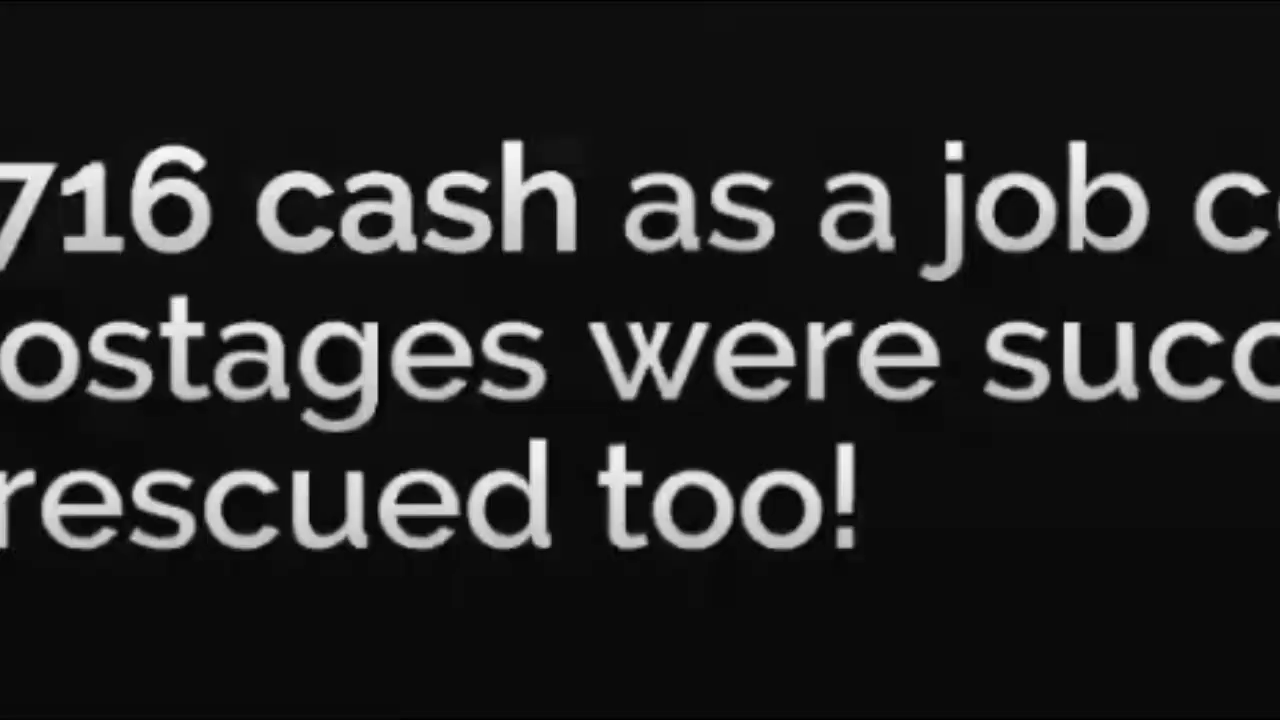 716 cash as a job c
ostages were succ
rescued too!